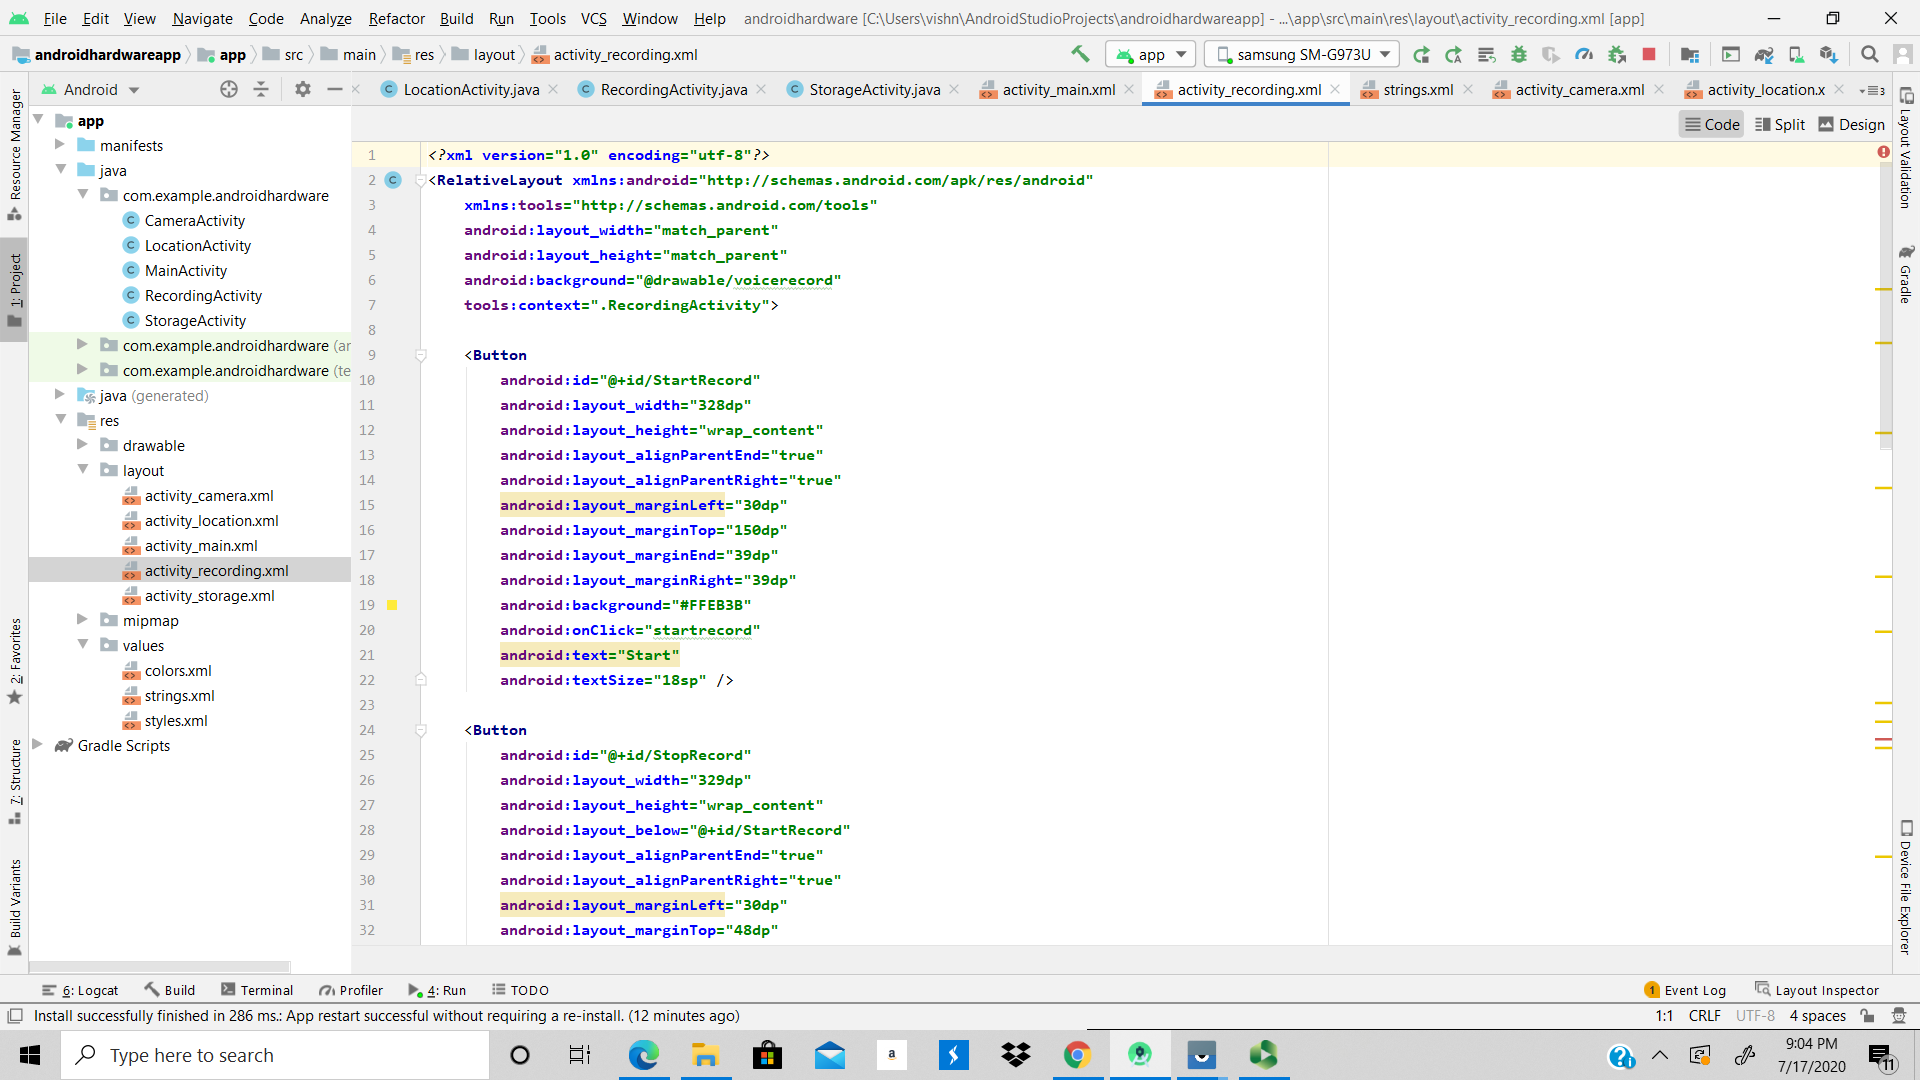 File Edit View Navigate Code Analyze Refactor Build Run Tools VCS Window Help androidhardware [C:\Users\vishn\AndroidStudioProjects\androidhardwareapp] - ...\app\src\main\res\layout\activity_recording.xml [app]
androidhardwareapp app src main res layout activity_recording.xml app samsung SM-G973U
Android LocationActivity.java RecordingActivity.java StorageActivity.java activity_main.xml activity_recording.xml strings.xml activity_camera.xml activity_location.x 3
Code Split Design
Resource Manager
1: Project
2: Favorites
7: Structure
Build Variants
app
manifests
java
com.example.androidhardware
CameraActivity
LocationActivity
MainActivity
RecordingActivity
StorageActivity
com.example.androidhardware (ar
com.example.androidhardware (te
java (generated)
res
drawable
layout
activity_camera.xml
activity_location.xml
activity_main.xml
activity_recording.xml
activity_storage.xml
mipmap
values
colors.xml
strings.xml
styles.xml
Gradle Scripts
1 <?xml version="1.0" encoding="utf-8"?>
2 <RelativeLayout xmlns:android="http://schemas.android.com/apk/res/android"
3 xmlns:tools="http://schemas.android.com/tools"
4 android:layout_width="match_parent"
5 android:layout_height="match_parent"
6 android:background="@drawable/voicerecord"
7 tools:context=".RecordingActivity">
8
9 <Button
10 android:id="@+id/StartRecord"
11 android:layout_width="328dp"
12 android:layout_height="wrap_content"
13 android:layout_alignParentEnd="true"
14 android:layout_alignParentRight="true"
15 android:layout_marginLeft="30dp"
16 android:layout_marginTop="150dp"
17 android:layout_marginEnd="39dp"
18 android:layout_marginRight="39dp"
19 android:background="#FFEB3B"
20 android:onClick="startrecord"
21 android:text="Start"
22 android:textSize="18sp" />
23
24 <Button
25 android:id="@+id/StopRecord"
26 android:layout_width="329dp"
27 android:layout_height="wrap_content"
28 android:layout_below="@+id/StartRecord"
29 android:layout_alignParentEnd="true"
30 android:layout_alignParentRight="true"
31 android:layout_marginLeft="30dp"
32 android:layout_marginTop="48dp"
Layout Validation
Gradle
Device File Explorer
6: Logcat Build Terminal Profiler 4: Run TODO 1 Event Log Layout Inspector
Install successfully finished in 286 ms.: App restart successful without requiring a re-install. (12 minutes ago) 1:1 CRLF UTF-8 4 spaces
Type here to search
a
9:04 PM
7/17/2020
11